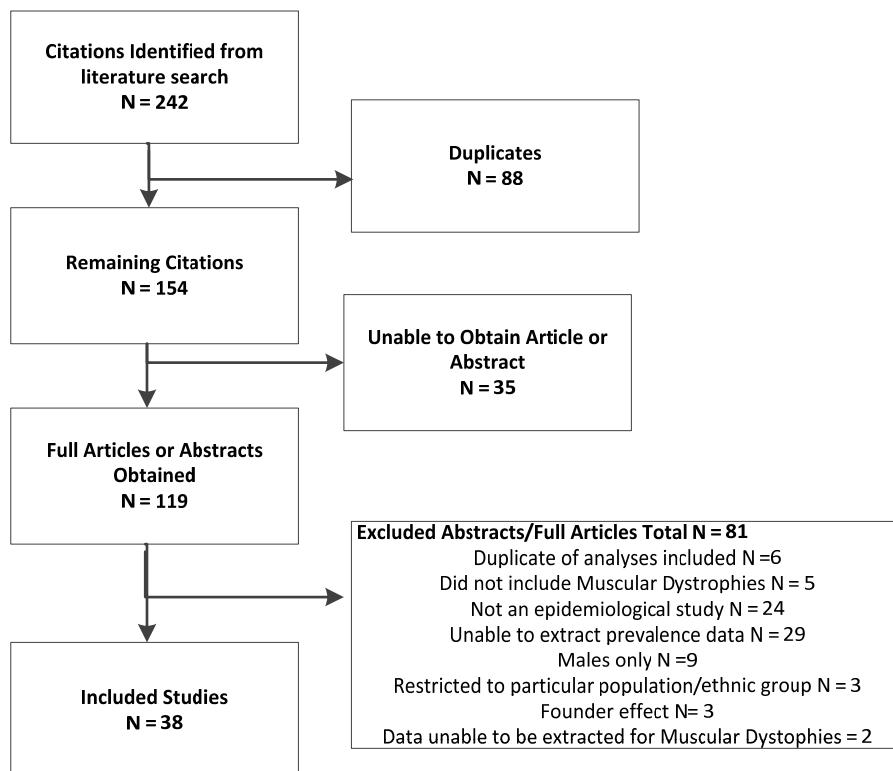 Citations Identified from
literature search
N = 242
Duplicates
N = 88
Remaining Citations
N = 154
Unable to Obtain Article or
Abstract
N = 35
Full Articles or Abstracts
Obtained
N = 119
Excluded Abstracts/Full Articles Total N = 81
Duplicate of analyses included N =6
Did not include Muscular Dystrophies N = 5
Not an epidemiological study N = 24
Unable to extract prevalence data N = 29
Males only N =9
Restricted to particular population/ethnic group N = 3
Founder effect N= 3
Data unable to be extracted for Muscular Dystophies = 2
Included Studies
N = 38